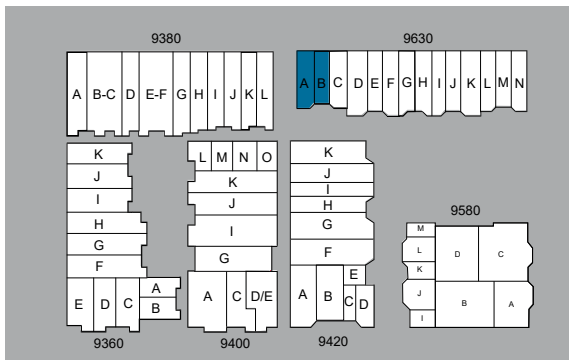 9380
A B-C D E-F G H I J K L
9630
A B C D E F G H I J K L M N
K
J
I
H
G
F
E D C
A
B
9360
L M N O
K
J
I
G
A C D/E
9400
K
J
I
H
G
F
E
A B C D
9420
9580
M
L
K
J
I
D C
B A